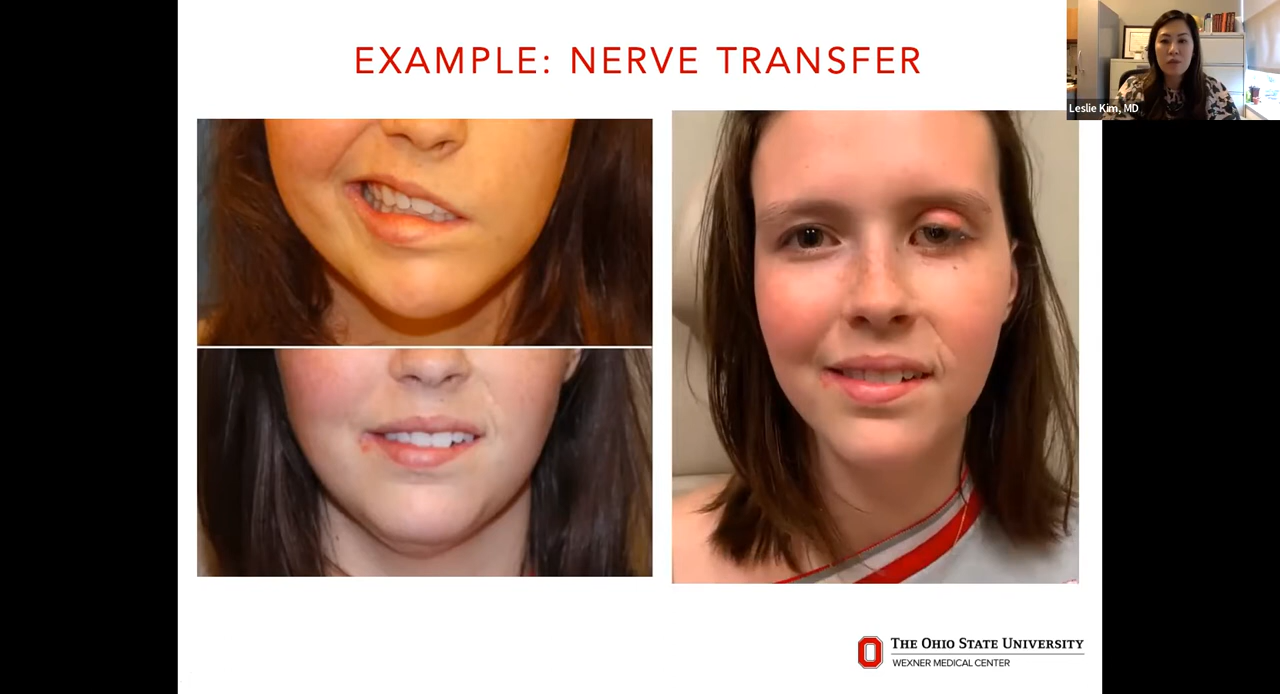 EXAMPLE: NERVE TRANSFER
Leslie Kim, MD
THE OHIO STATE UNIVERSITY
WEXNER MEDICAL CENTER